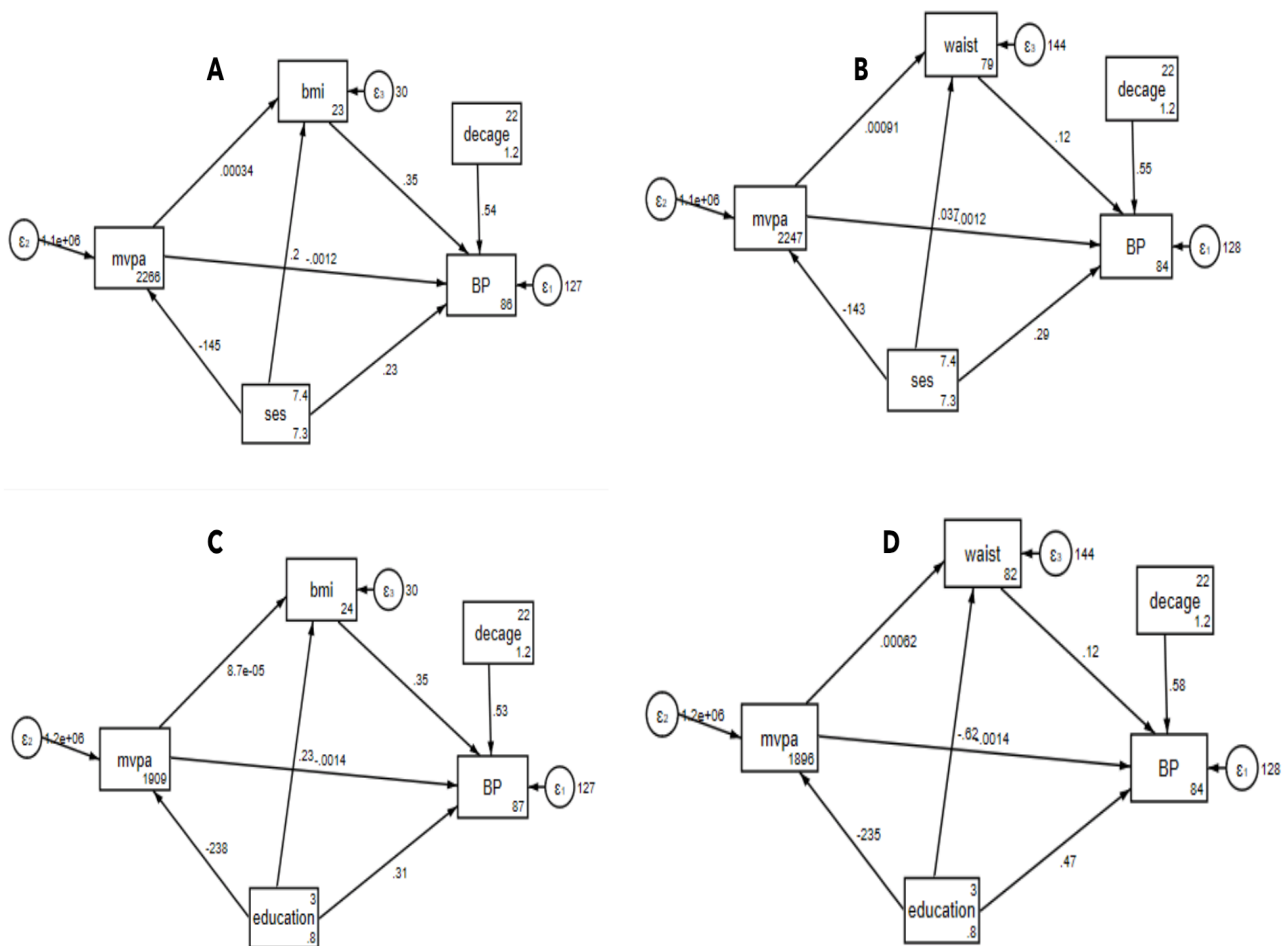 A
bmi
23
ε3
30
decage
22
1.2
.00034
.35
.54
ε2
1.1e+06
mvpa
2266
.2
-.0012
BP
86
ε1
127
-145
.23
ses
7.4
7.3
B
waist
79
ε3
144
decage
22
1.2
.00091
.12
.55
ε2
1.1e+06
mvpa
2247
.037
-.0012
BP
84
ε1
128
-143
.29
ses
7.4
7.3
C
bmi
24
ε3
30
decage
22
1.2
8.7e-05
.35
.53
ε2
1.2e+06
mvpa
1909
.23
-.0014
BP
87
ε1
127
-238
.31
education
3
.8
D
waist
82
ε3
144
decage
22
1.2
.00062
.12
.58
ε2
1.2e+06
mvpa
1896
-.62
-.0014
BP
84
ε1
128
-235
.47
education
3
.8